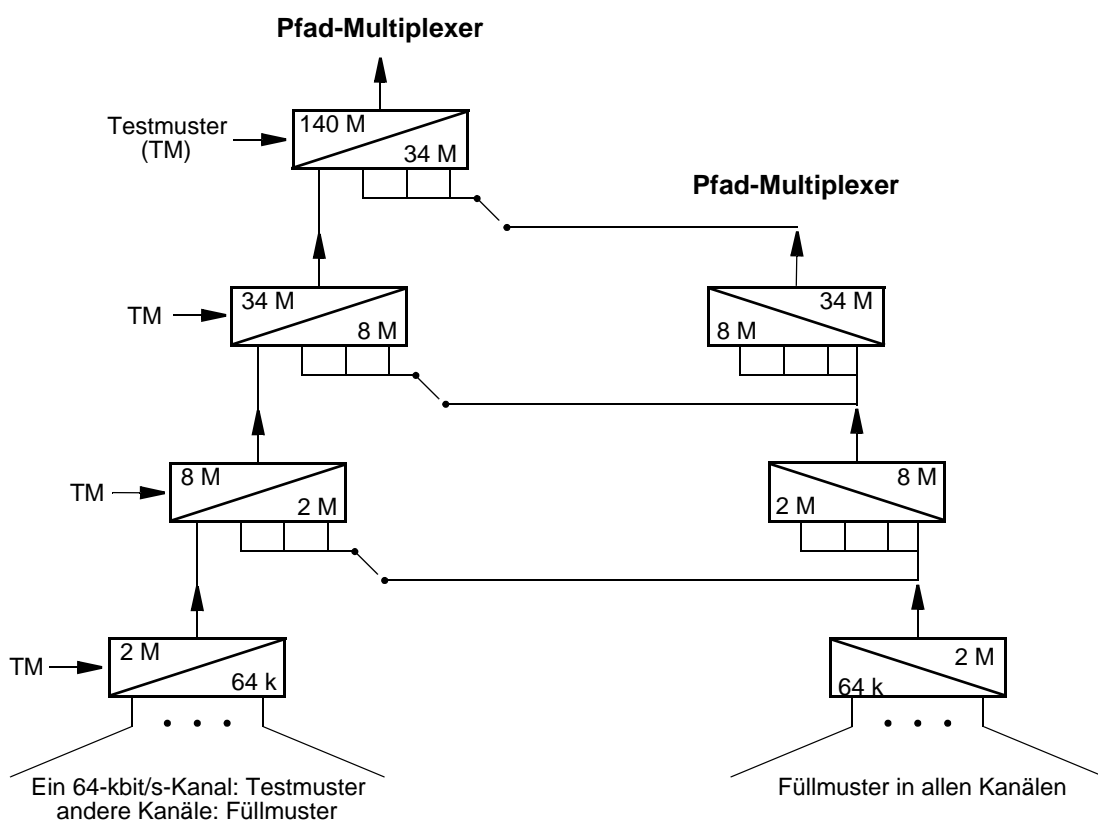 Pfad-Multiplexer
Testmuster
(TM)
140 M
34 M
Pfad-Multiplexer
TM
34 M
8 M
34 M
8 M
TM
8 M
2 M
8 M
2 M
TM
2 M
64 k
2 M
64 k
Ein 64-kbit/s-Kanal: Testmuster
andere Kanäle: Füllmuster
Füllmuster in allen Kanälen